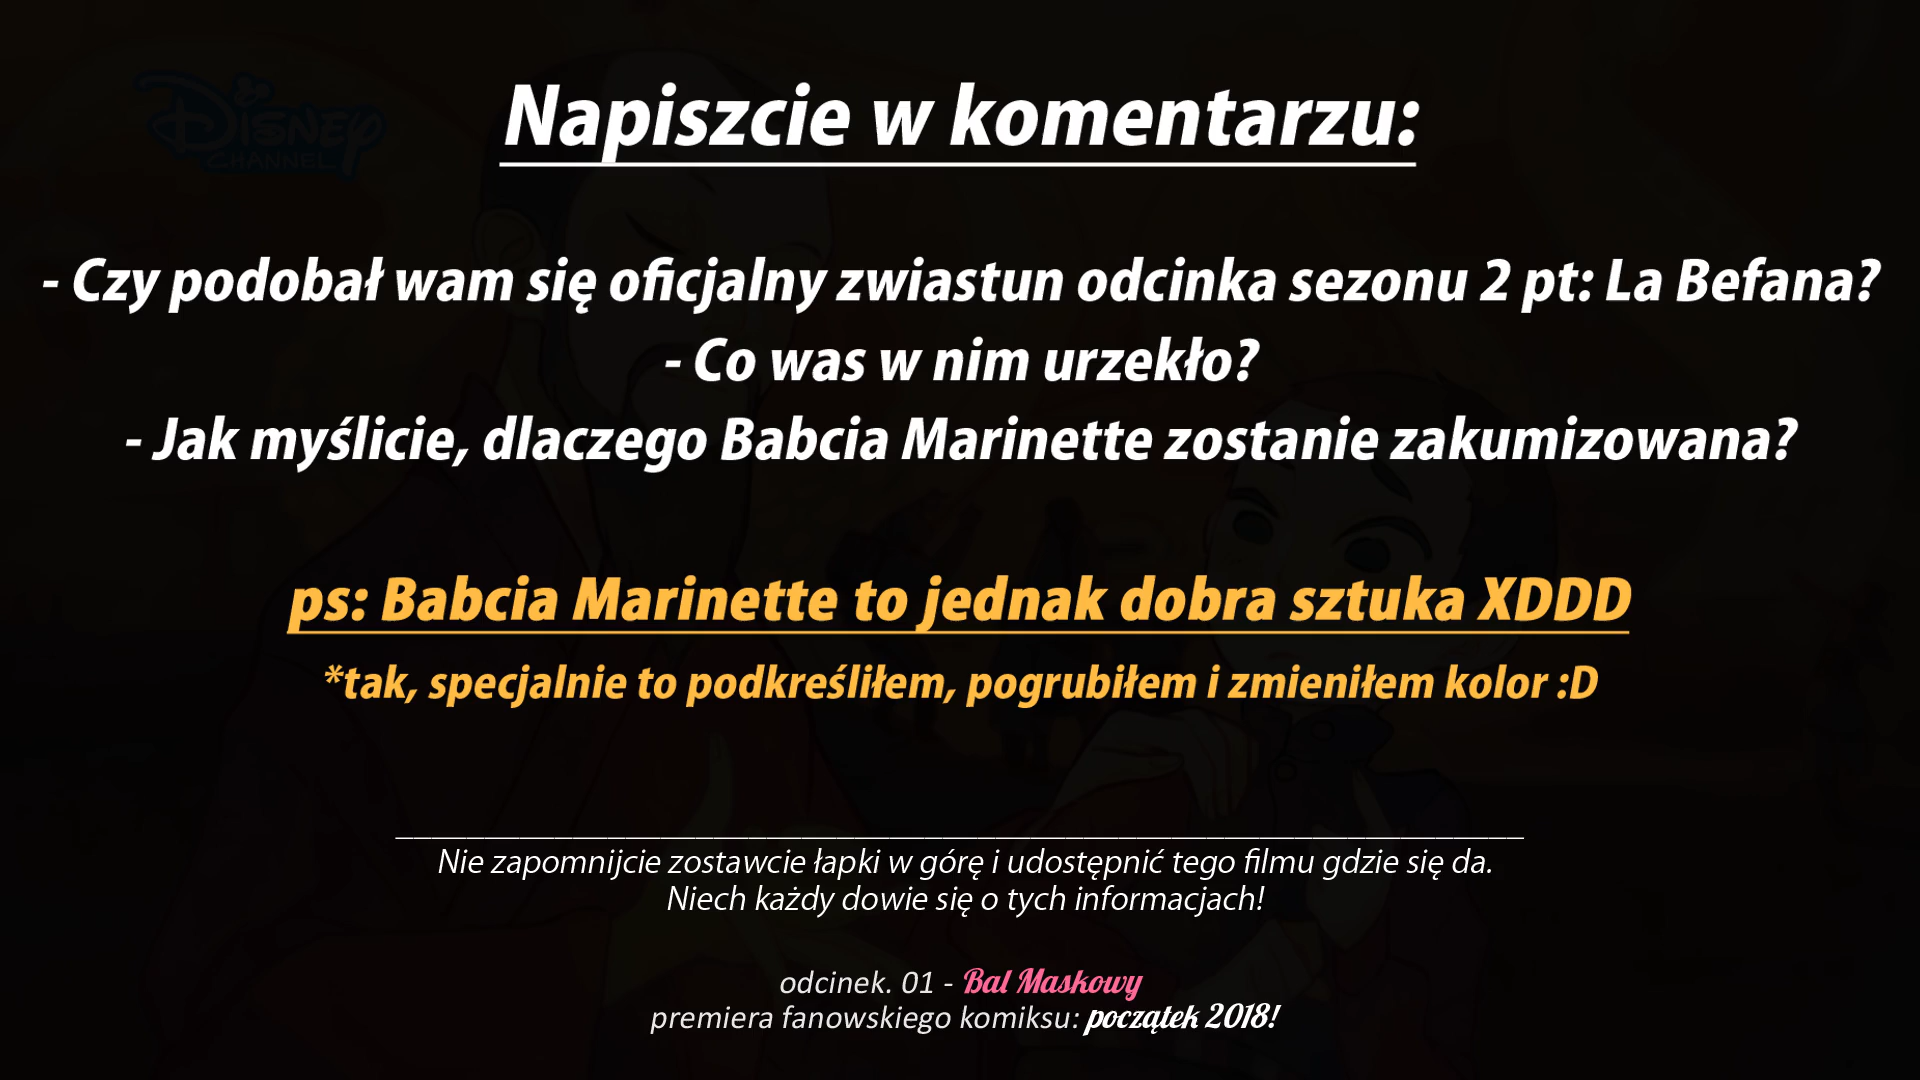 Disney
CHANNEL
Napiszcie w komentarzu:
- Czy podobał wam się oficjalny zwiastun odcinka sezonu 2 pt: La Befana?
- Co was w nim urzekło?
- Jak myślicie, dlaczego Babcia Marinette zostanie zakumizowana?
ps: Babcia Marinette to jednak dobra sztuka XDDD
*tak, specjalnie to podkreśliłem, pogrubiłem i zmieniłem kolor :D
Nie zapomnijcie zostawcie łapki w górę i udostępnić tego filmu gdzie się da.
Niech każdy dowie się o tych informacjach!
odcinek. 01 - Bal Maskowy
premiera fanowskiego komiksu: początek 2018!